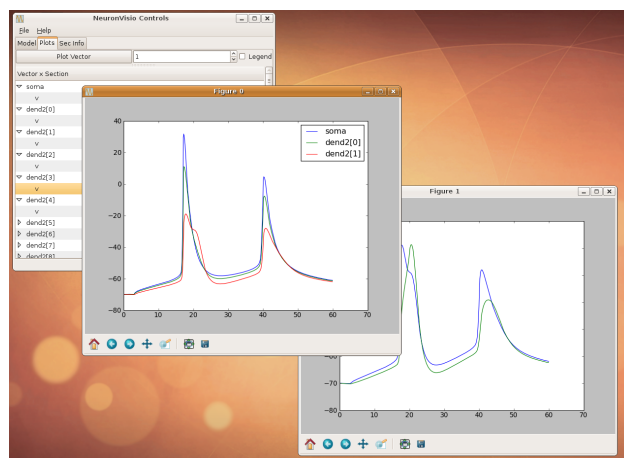 NeuronVisio Controls
File Help
Model Plots Sec Info
Plot Vector 1 Legend
Vector x Section
soma
v
dend2[0]
v
dend2[1]
v
dend2[2]
v
dend2[3]
v
dend2[4]
v
dend2[5]
dend2[6]
dend2[7]
dend2[8]
Figure 0
40
20
0
−20
−40
−60
−80
0 10 20 30 40 50 60 70
soma
dend2[0]
dend2[1]
Figure 1
−70
−80
0 10 20 30 40 50 60 70